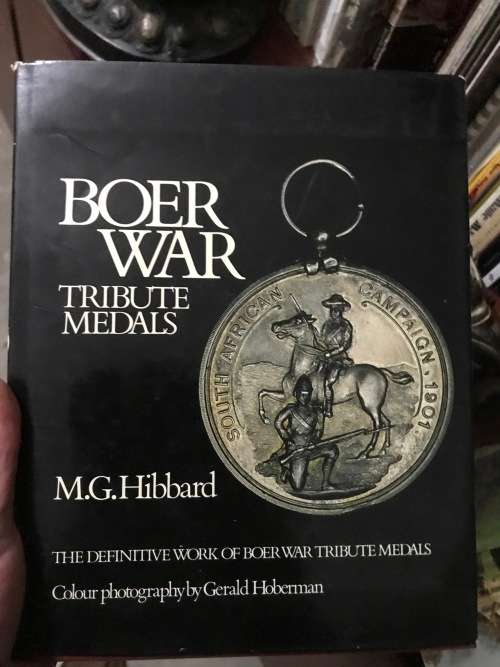 BOER
WAR
TRIBUTE
MEDALS
SOUTH AFRICAN CAMPAIGN, 1901.
M.G. Hibbard
THE DEFINITIVE WORK OF BOER WAR TRIBUTE MEDALS
Colour photography by Gerald Hoberman